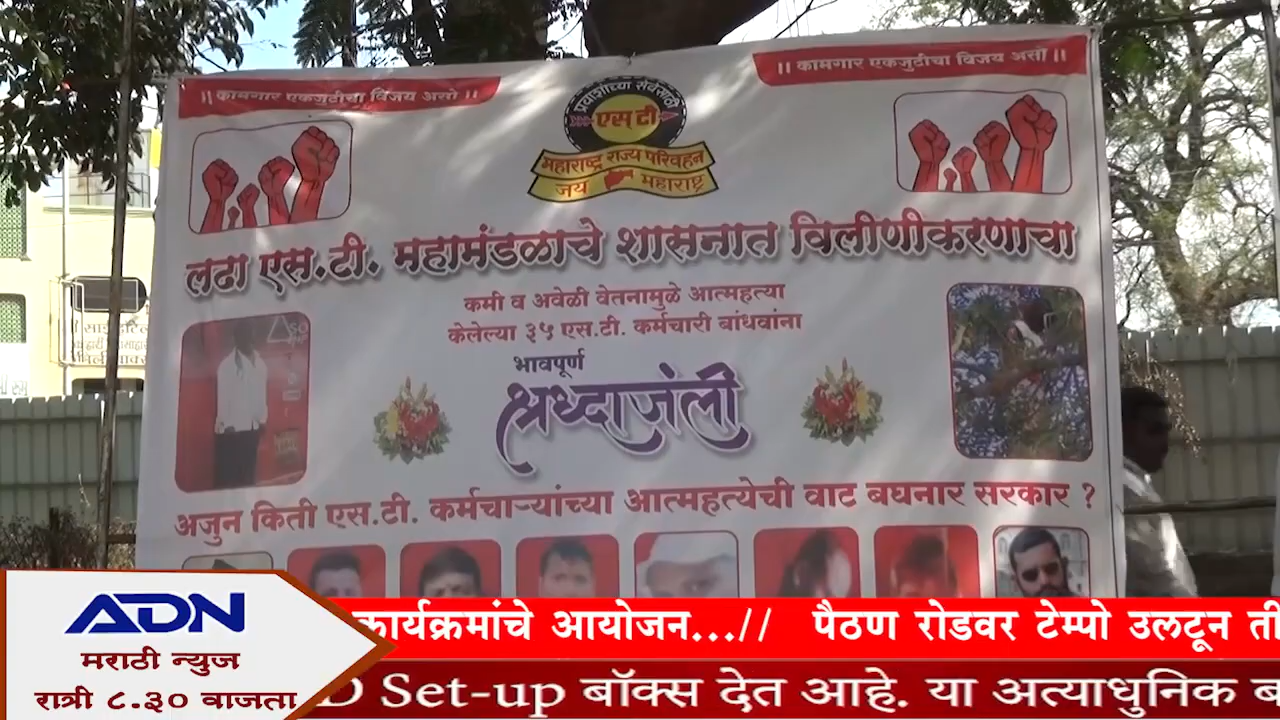 ।। कामगार एकजुटीचा विजय असो ।।
।। कामगार एकजुटीचा विजय असो ।।
प्रवाशाच्या सेवेसाठी
एस टी
महाराष्ट्र राज्य परिवहन
जय महाराष्ट्र
लढा एस.टी. महामंडळाचे शासनात विलीणीकरणाचा
कमी व अवेळी वेतनामुळे आत्महत्या
केलेल्या ३५ एस.टी. कर्मचारी बांधवांना
भावपूर्ण
श्रध्दाजंली
अजुन किती एस.टी. कर्मचाऱ्यांच्या आत्महत्येची वाट बघनार सरकार ?
ADN
मराठी न्युज
रात्री ८.३० वाजता
कार्यक्रमांचे आयोजन...// पैठण रोडवर टेम्पो उलटून ती
D Set-up बॉक्स देत आहे. या अत्याधुनिक ब